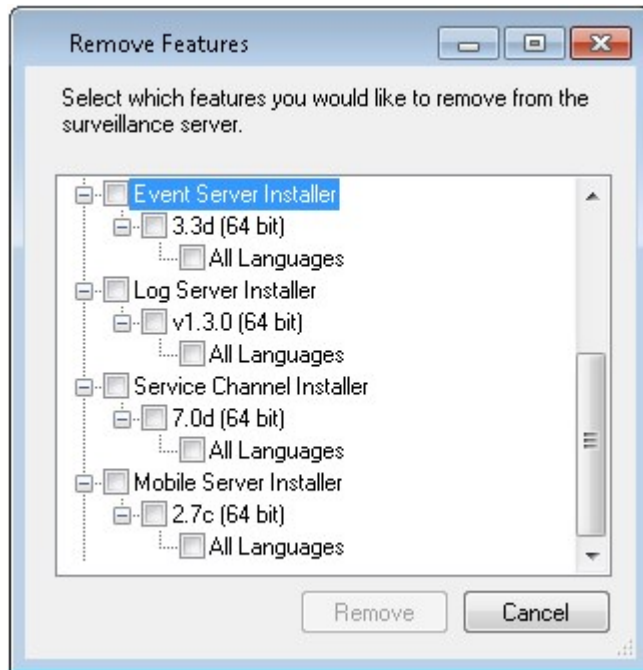 Remove Features
Select which features you would like to remove from the
surveillance server.
Event Server Installer
3.3d (64 bit)
All Languages
Log Server Installer
v1.3.0 (64 bit)
All Languages
Service Channel Installer
7.0d (64 bit)
All Languages
Mobile Server Installer
2.7c (64 bit)
All Languages
Remove Cancel